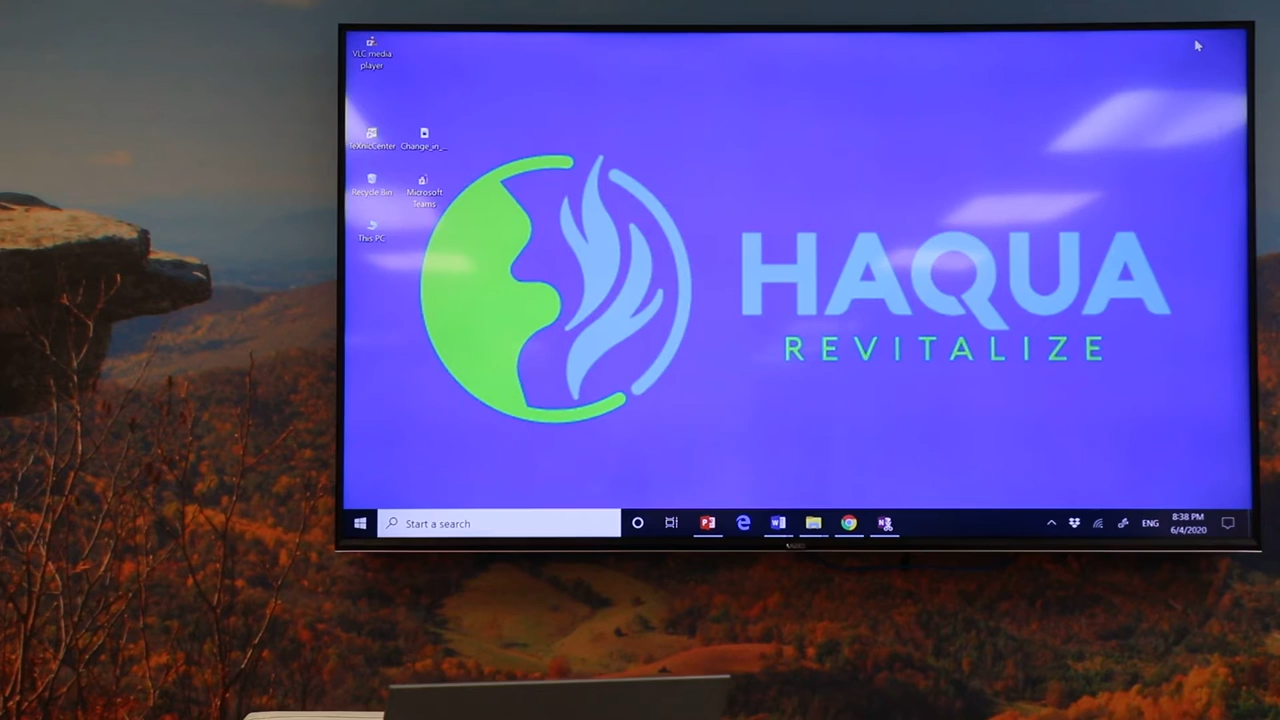 VLC media
player
TeXnicCenter
Change_in_...
Recycle Bin
Microsoft
Teams
This PC
HAQUA
REVITALIZE
Start a search
ENG
8:38 PM
6/4/2020
VIZIO